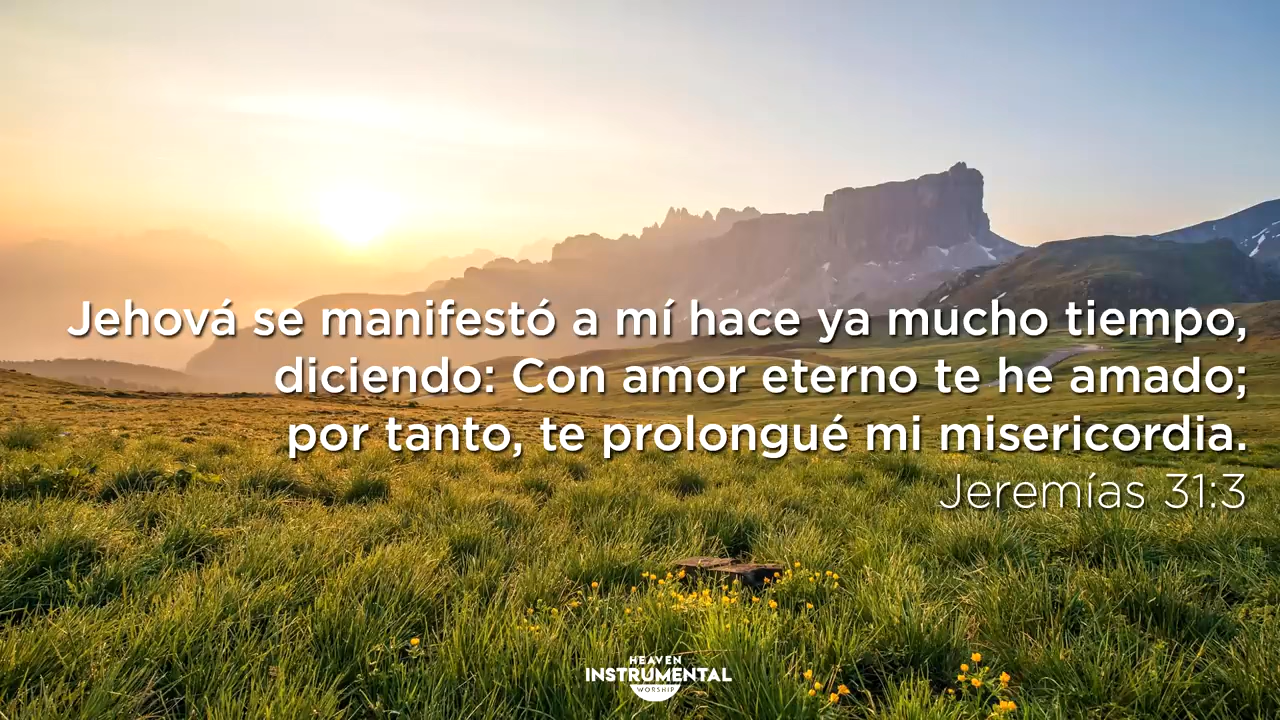 Jehová se manifestó a mí hace ya mucho tiempo,
diciendo: Con amor eterno te he amado;
por tanto, te prolongué mi misericordia.
Jeremías 31:3
HEAVEN
INSTRUMENTAL
WORSHIP